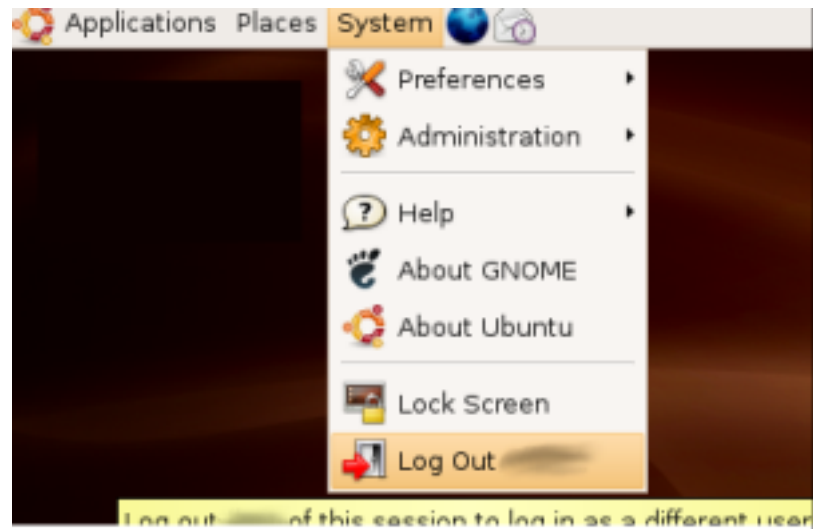 Applications Places System
Preferences
Administration
Help
About GNOME
About Ubuntu
Lock Screen
Log Out
Log out of this session to log in as a different user